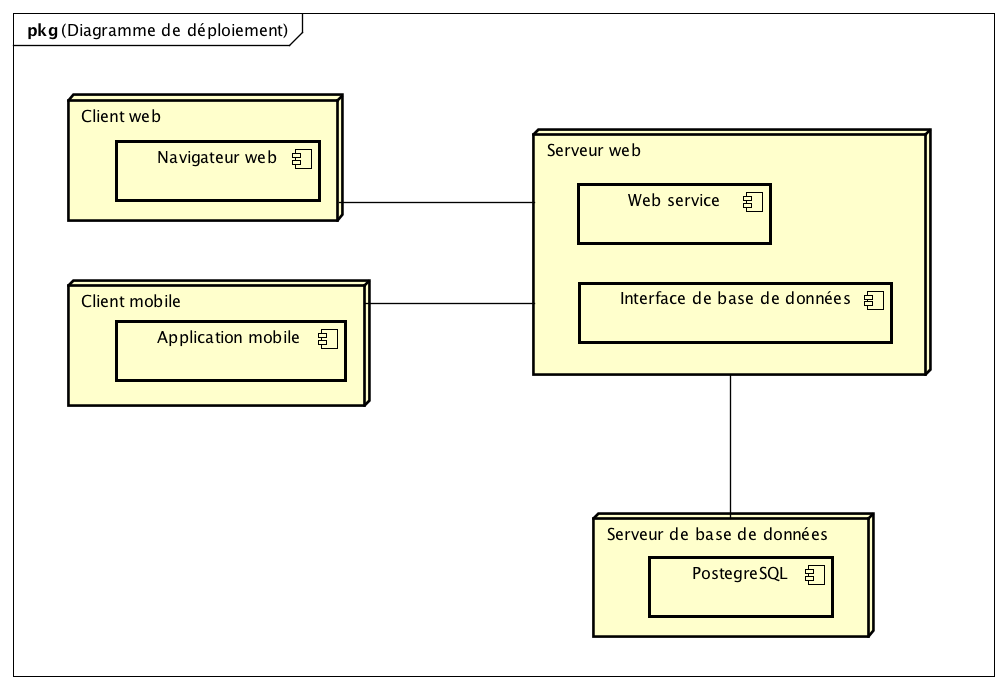 pkg (Diagramme de déploiement)
Client web
Navigateur web
Serveur web
Web service
Client mobile
Application mobile
Interface de base de données
Serveur de base de données
PostegreSQL